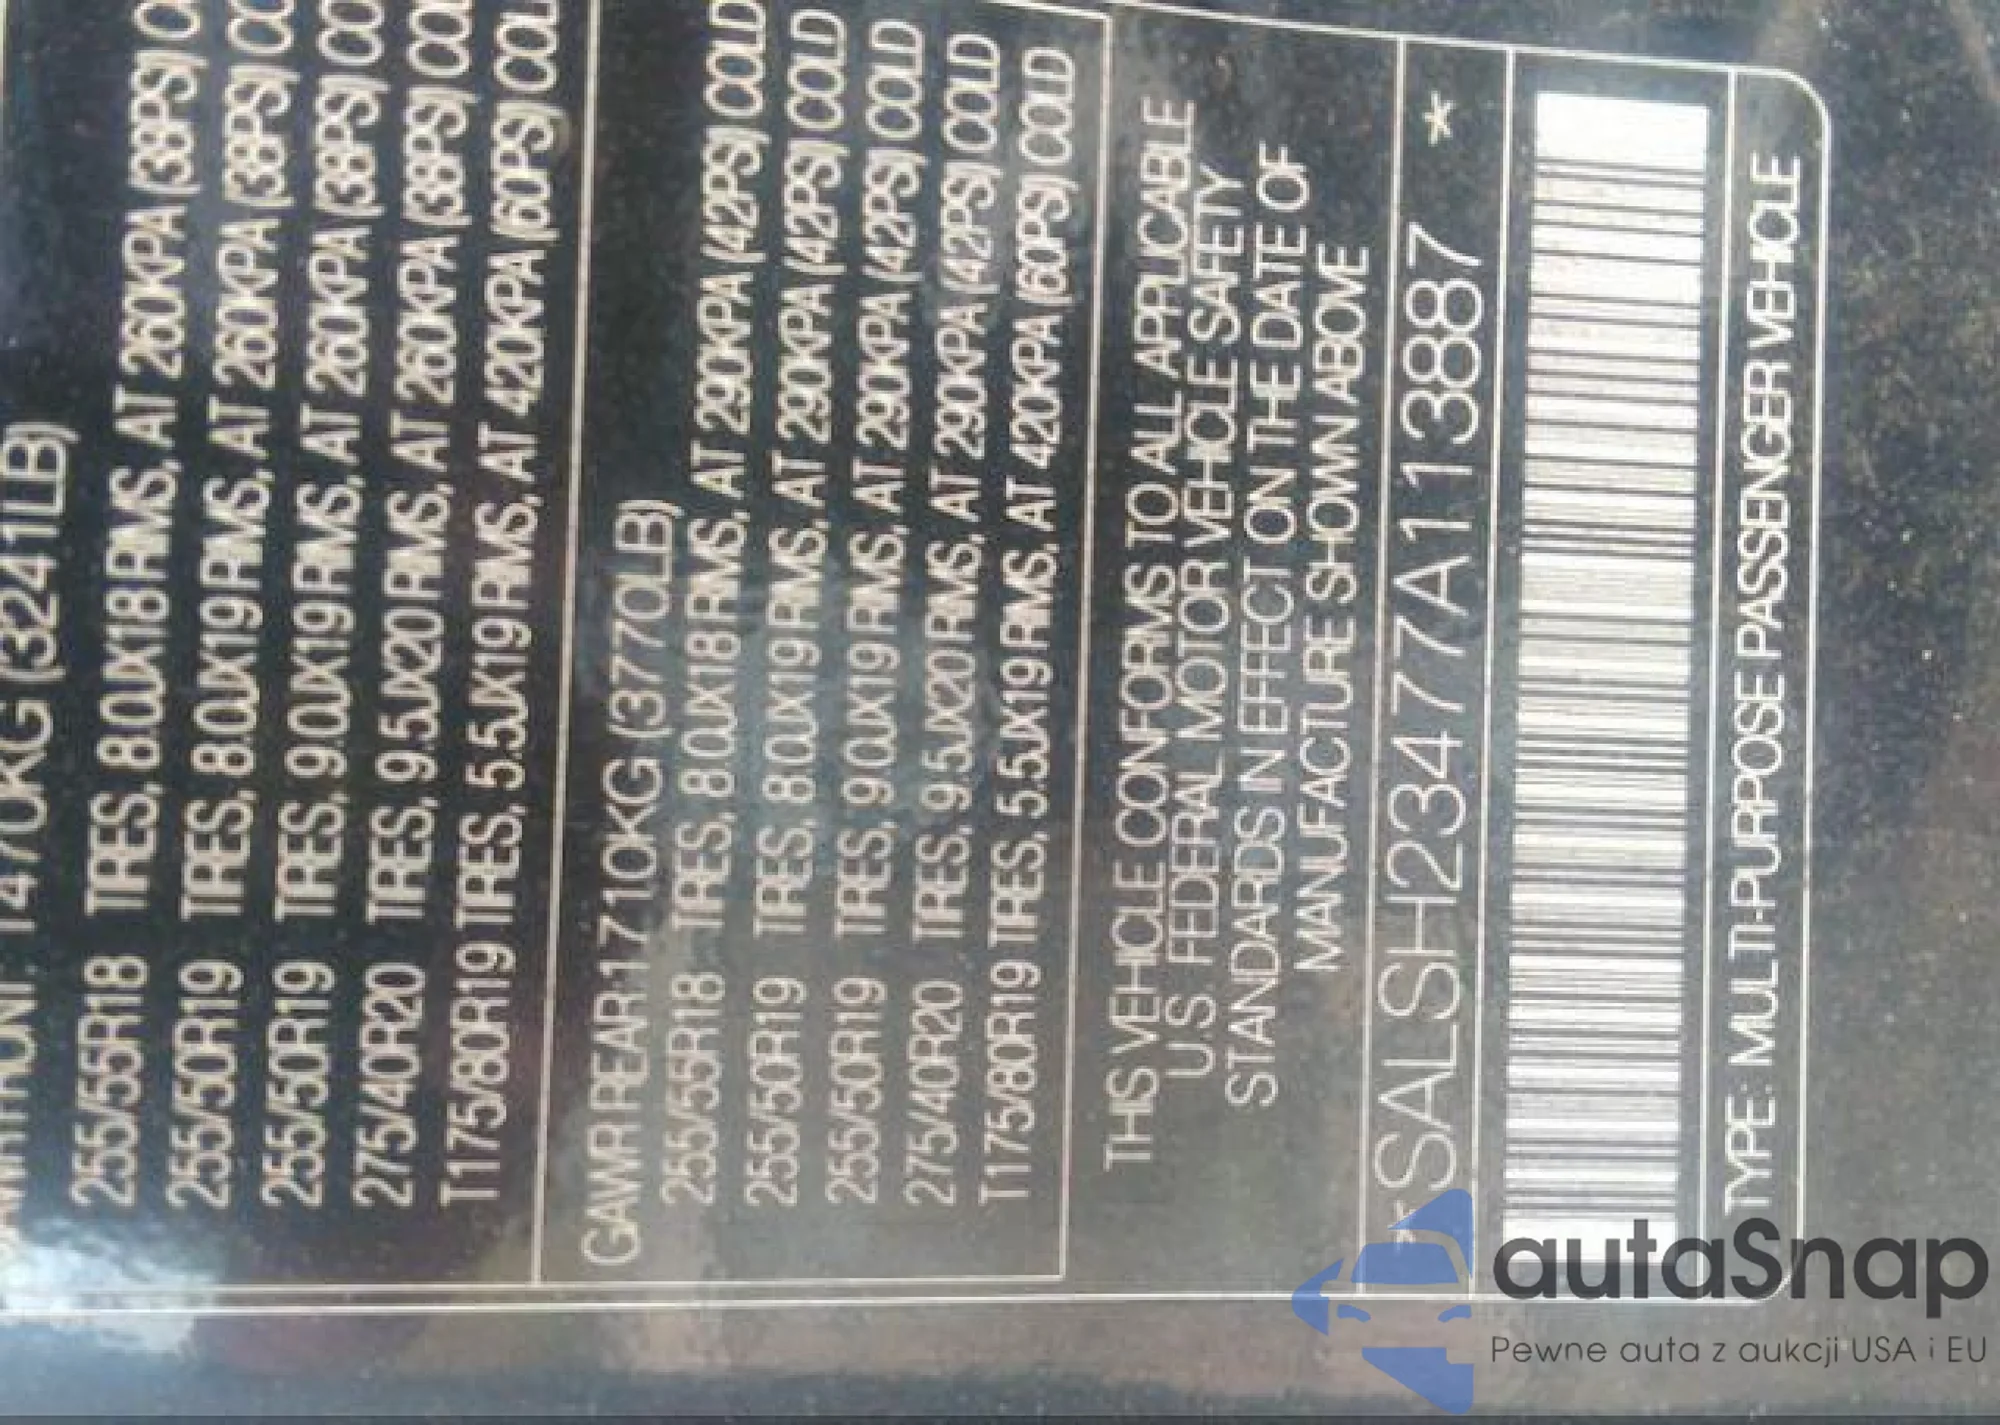 GAWR FRONT: 1470KG (3241LB)
255/55R18 TIRES, 8.0JX18 RIMS, AT 260KPA (38PSI)
255/50R19 TIRES, 8.0JX19 RIMS, AT 260KPA (38PSI)
255/50R19 TIRES, 9.0JX19 RIMS, AT 260KPA (38PSI)
275/40R20 TIRES, 9.5JX20 RIMS, AT 260KPA (38PSI)
T175/80R19 TIRES, 5.5JX19 RIMS, AT 420KPA (60PSI)
GAWR REAR:1710KG (3770LB)
255/55R18 TIRES, 8.0JX18 RIMS, AT 290KPA (42PSI) COLD
255/50R19 TIRES, 8.0JX19 RIMS, AT 290KPA (42PSI) COLD
255/50R19 TIRES, 9.0JX19 RIMS, AT 290KPA (42PSI) COLD
275/40R20 TIRES, 9.5JX20 RIMS, AT 290KPA (42PSI) COLD
T175/80R19 TIRES, 5.5JX19 RIMS, AT 420KPA (60PSI) COLD
THIS VEHICLE CONFORMS TO ALL APPLICABLE
U.S. FEDERAL MOTOR VEHICLE SAFETY
STANDARDS IN EFFECT ON THE DATE OF
MANUFACTURE SHOWN ABOVE
*SALSH23477A113887 *
TYPE: MULTI-PURPOSE PASSENGER VEHICLE
autaSnap
Pewne auta z aukcji USA i EU